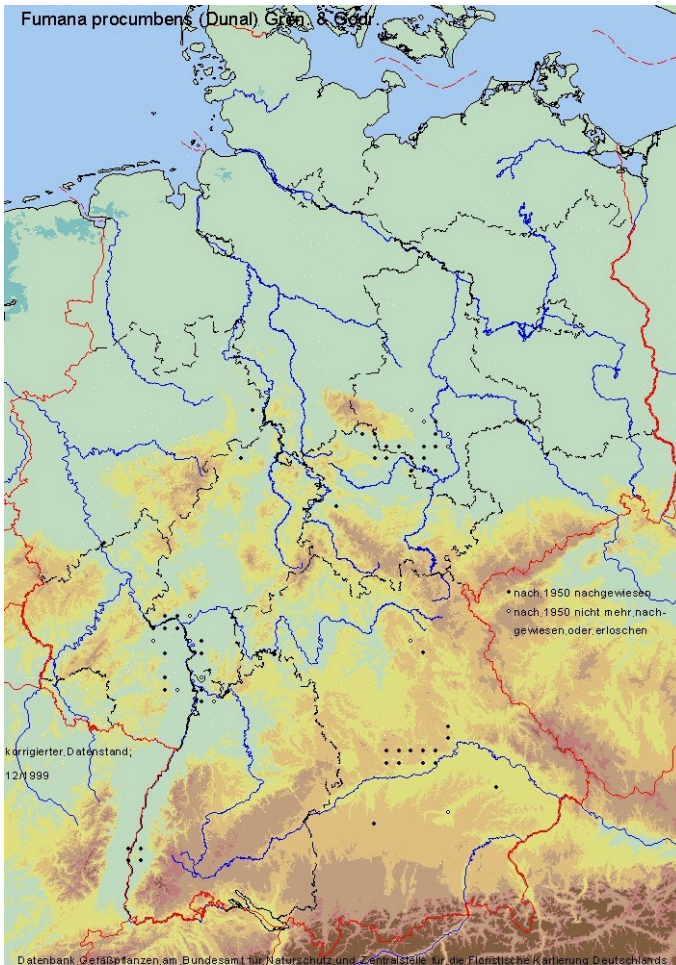 Fumana procumbens (Dunal) Gren. & Godr.
nach 1950 nachgewiesen
nach 1950 nicht mehr nach-
gewiesen oder erloschen
korrigierter Datenstand;
12/1999
Datenbank Gefäßpflanzen am Bundesamt für Naturschutz und Zentralstelle für die Floristische Kartierung Deutschlands